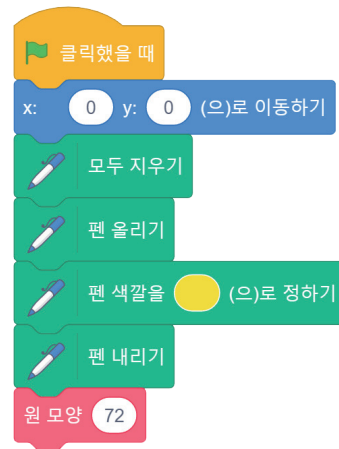 클릭했을 때
x: 0 y: 0 (으)로 이동하기
모두 지우기
펜 올리기
펜 색깔을 (으)로 정하기
펜 내리기
원 모양 72